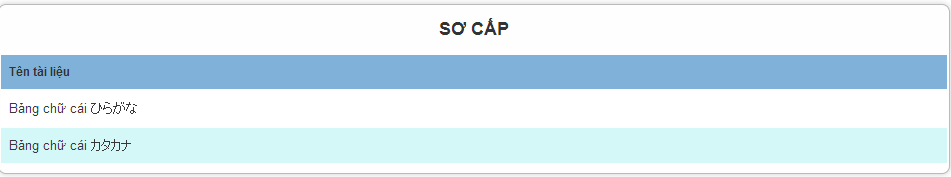 SƠ CẤP
Tên tài liệu
Bảng chữ cái ひらがな
Bảng chữ cái カタカナ